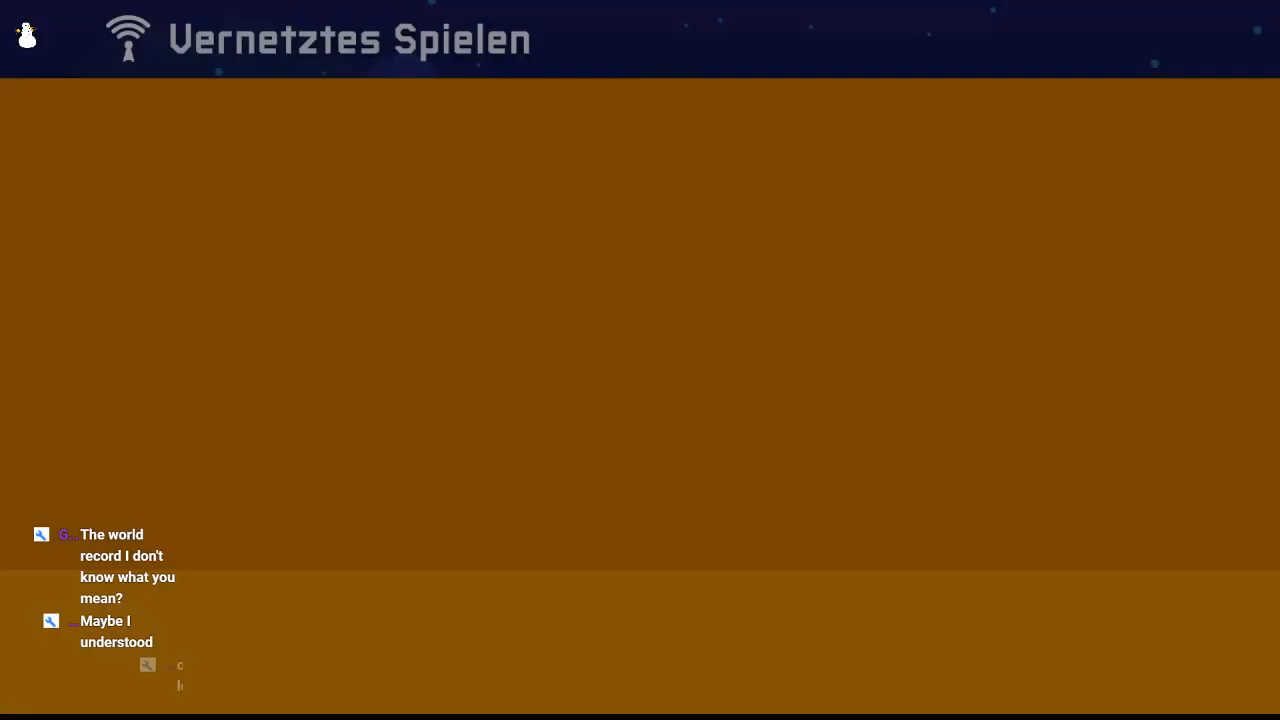 Vernetztes Spielen
G... The world
record I don't
know what you
mean?
... Maybe I
understood